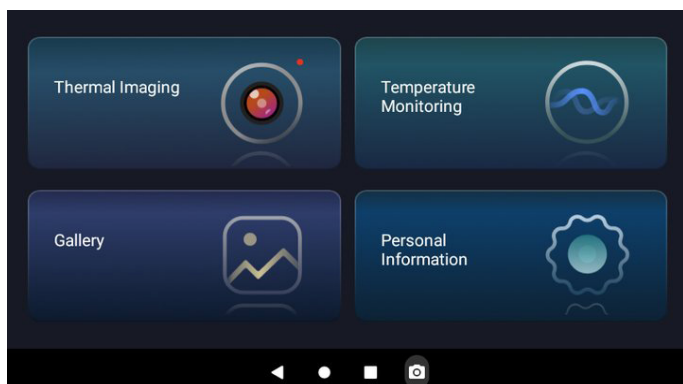 Thermal Imaging
Temperature
Monitoring
Gallery
Personal
Information